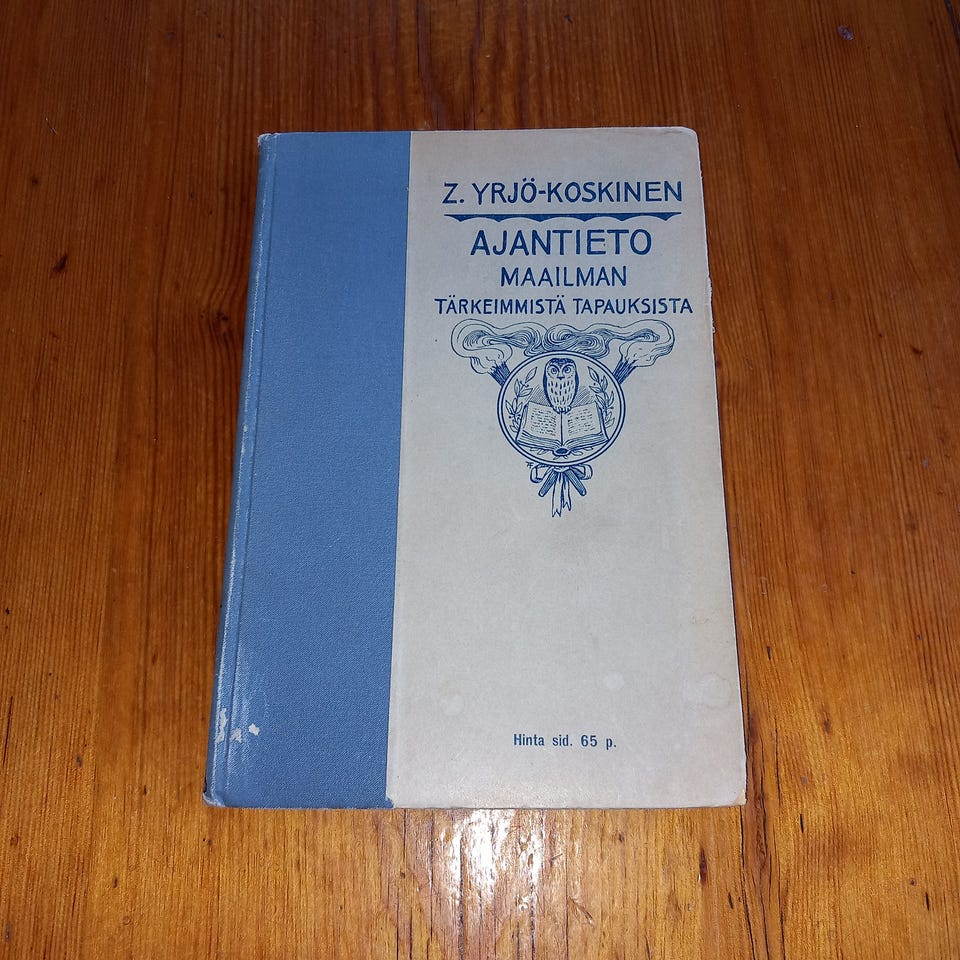 Z. YRJÖ-KOSKINEN
AJANTIETO
MAAILMAN
TÄRKEIMMISTÄ TAPAUKSISTA
Hinta sid. 65 p.